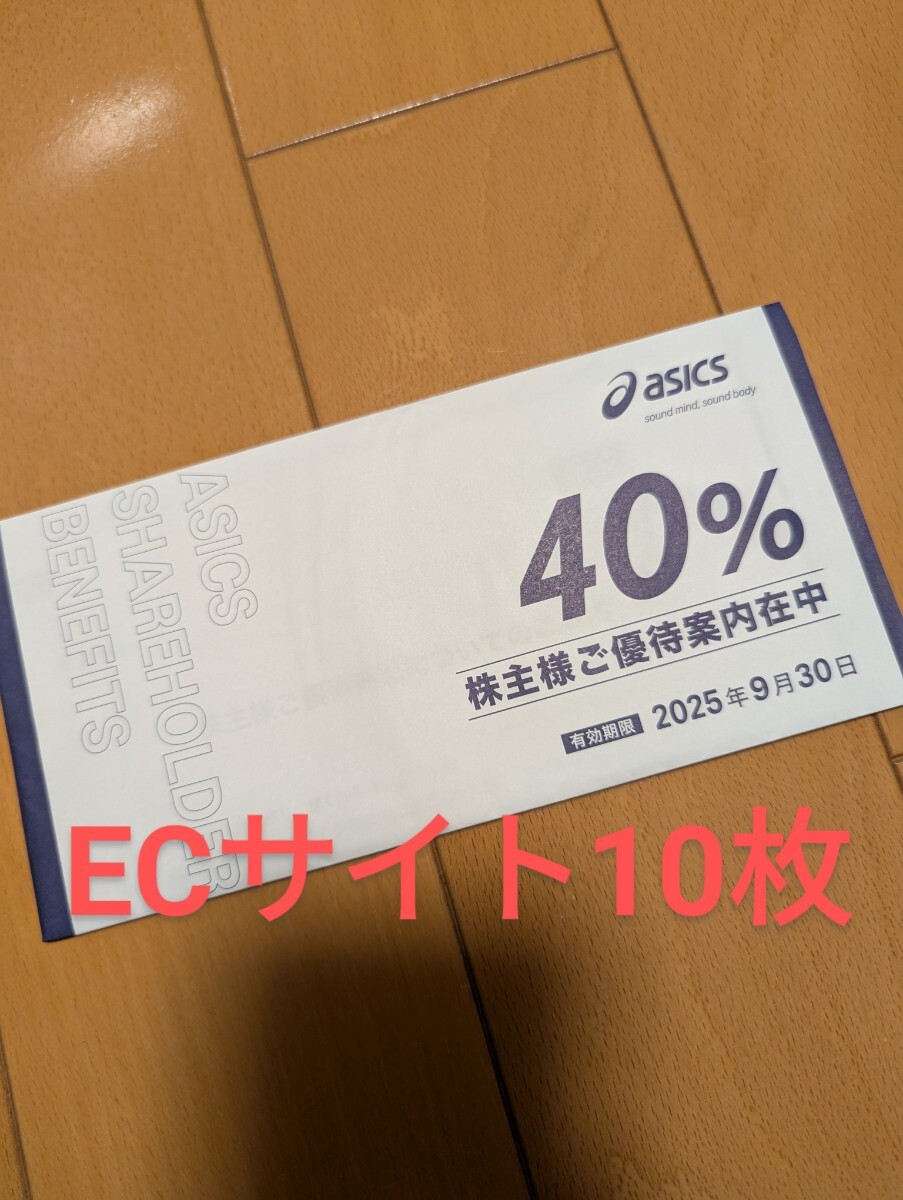 asics
sound mind, sound body
40%
株主様ご優待案内在中
有効期限 2025年9月30日
ASICS
SHAREHOLDER
BENEFITS
ECサイト10枚